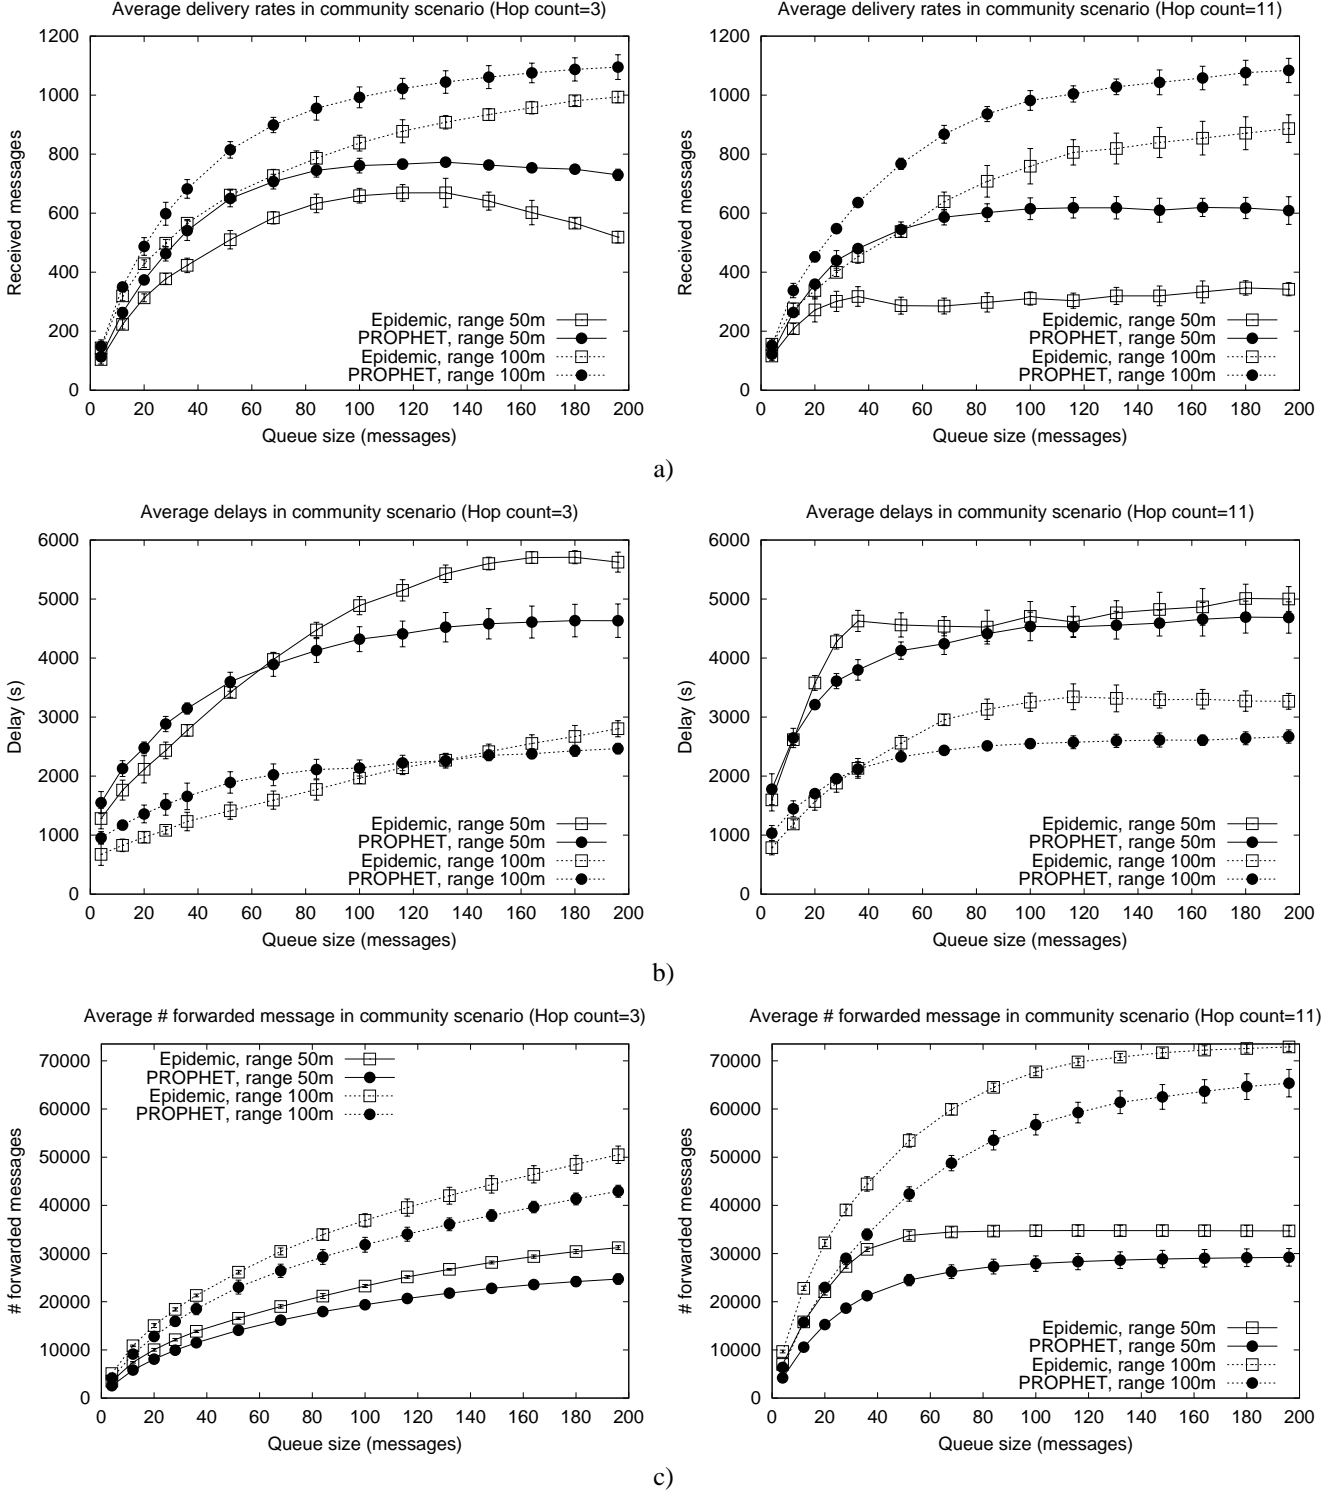 Average delivery rates in community scenario (Hop count=3)
1200
1000
800
600
400
200
0
Received messages
Epidemic, range 50m
PROPHET, range 50m
Epidemic, range 100m
PROPHET, range 100m
0 20 40 60 80 100 120 140 160 180 200
Queue size (messages)
Average delivery rates in community scenario (Hop count=11)
1200
1000
800
600
400
200
0
Received messages
Epidemic, range 50m
PROPHET, range 50m
Epidemic, range 100m
PROPHET, range 100m
0 20 40 60 80 100 120 140 160 180 200
Queue size (messages)
a)
Average delays in community scenario (Hop count=3)
6000
5000
4000
3000
2000
1000
0
Delay (s)
Epidemic, range 50m
PROPHET, range 50m
Epidemic, range 100m
PROPHET, range 100m
0 20 40 60 80 100 120 140 160 180 200
Queue size (messages)
Average delays in community scenario (Hop count=11)
6000
5000
4000
3000
2000
1000
0
Delay (s)
Epidemic, range 50m
PROPHET, range 50m
Epidemic, range 100m
PROPHET, range 100m
0 20 40 60 80 100 120 140 160 180 200
Queue size (messages)
b)
Average # forwarded message in community scenario (Hop count=3)
70000
60000
50000
40000
30000
20000
10000
0
# forwarded messages
Epidemic, range 50m
PROPHET, range 50m
Epidemic, range 100m
PROPHET, range 100m
0 20 40 60 80 100 120 140 160 180 200
Queue size (messages)
Average # forwarded message in community scenario (Hop count=11)
70000
60000
50000
40000
30000
20000
10000
0
# forwarded messages
Epidemic, range 50m
PROPHET, range 50m
Epidemic, range 100m
PROPHET, range 100m
0 20 40 60 80 100 120 140 160 180 200
Queue size (messages)
c)